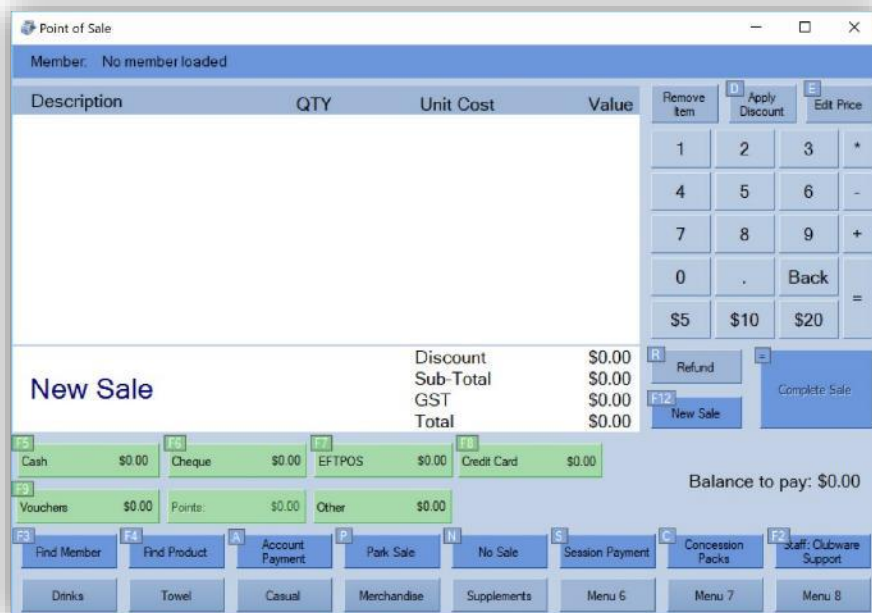 Point of Sale
Member: No member loaded
Description QTY Unit Cost Value
Remove Item
D Apply Discount
E Edit Price
1 2 3 *
4 5 6 -
7 8 9 +
0 . Back =
$5 $10 $20
New Sale
Discount $0.00
Sub-Total $0.00
GST $0.00
Total $0.00
R Refund
F12 New Sale
= Complete Sale
F5 Cash $0.00
F6 Cheque $0.00
F7 EFTPOS $0.00
F8 Credit Card $0.00
Balance to pay: $0.00
F9 Vouchers $0.00
Points: $0.00
Other $0.00
F3 Find Member
F4 Find Product
A Account Payment
P Park Sale
N No Sale
S Session Payment
C Concession Packs
F2 Staff: Clubware Support
Drinks Towel Casual Merchandise Supplements Menu 6 Menu 7 Menu 8